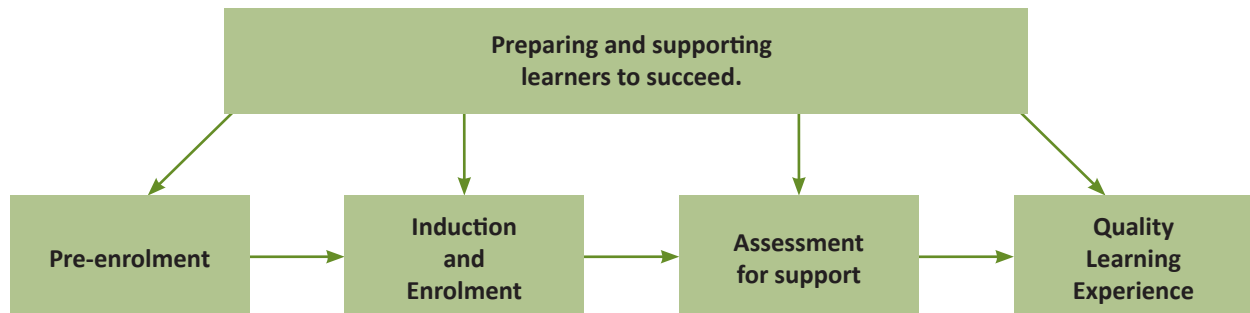 Preparing and supporting
learners to succeed.
Pre-enrolment
Induction
and
Enrolment
Assessment
for support
Quality
Learning
Experience